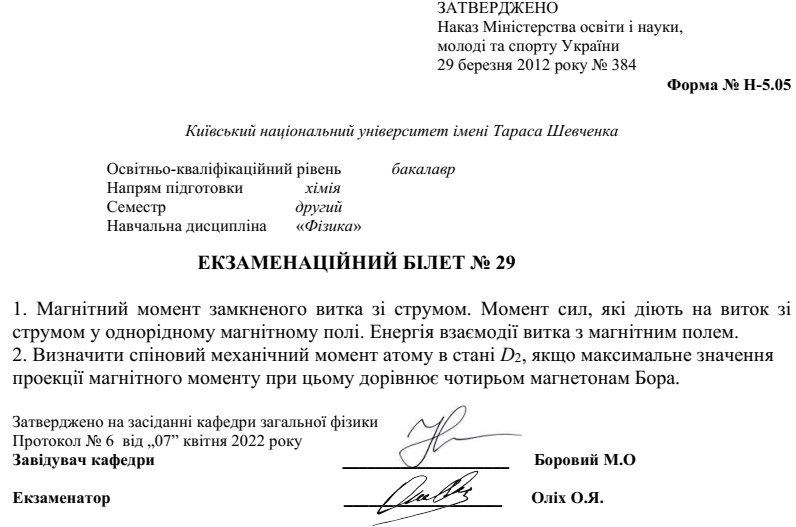 ЗАТВЕРДЖЕНО
Наказ Міністерства освіти і науки,
молоді та спорту України
29 березня 2012 року № 384
Форма № Н-5.05
Київський національний університет імені Тараса Шевченка
Освітньо-кваліфікаційний рівень бакалавр
Напрям підготовки хімія
Семестр другий
Навчальна дисципліна «Фізика»
ЕКЗАМЕНАЦІЙНИЙ БІЛЕТ № 29
1. Магнітний момент замкненого витка зі струмом. Момент сил, які діють на виток зі
струмом у однорідному магнітному полі. Енергія взаємодії витка з магнітним полем.
2. Визначити спіновий механічний момент атому в стані D₂, якщо максимальне значення
проекції магнітного моменту при цьому дорівнює чотирьом магнетонам Бора.
Затверджено на засіданні кафедри загальної фізики
Протокол № 6 від „07” квітня 2022 року
Завідувач кафедри ____________________ Боровий М.О
Екзаменатор ____________________ Оліх О.Я.